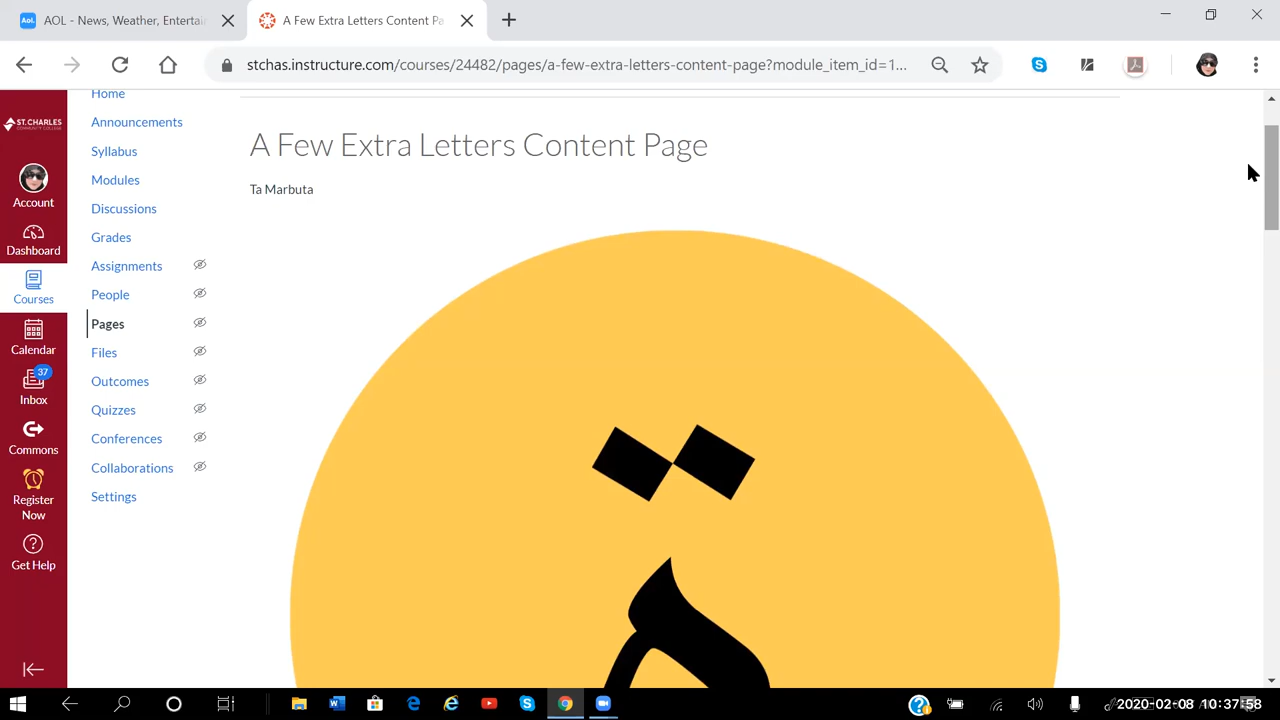 AOL - News, Weather, Entertai
A Few Extra Letters Content Pa
stchas.instructure.com/courses/24482/pages/a-few-extra-letters-content-page?module_item_id=1...
ST. CHARLES
COMMUNITY COLLEGE
Account
Dashboard
Courses
Calendar
37
Inbox
Commons
Register
Now
Get Help
Home
Announcements
Syllabus
Modules
Discussions
Grades
Assignments
People
Pages
Files
Outcomes
Quizzes
Conferences
Collaborations
Settings
A Few Extra Letters Content Page
Ta Marbuta
ة
2020-02-08 10:37:58